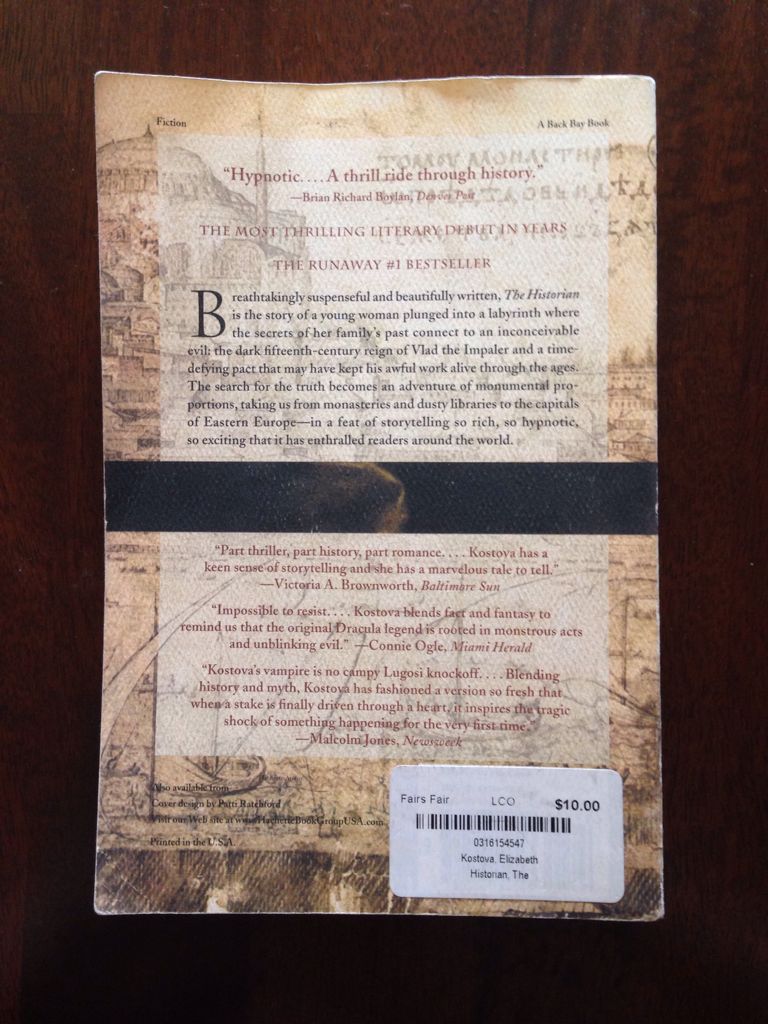 Fiction
A Back Bay Book
“Hypnotic. . . . A thrill ride through history.”
—Brian Richard Boylan, Denver Post
THE MOST THRILLING LITERARY DEBUT IN YEARS
THE RUNAWAY #1 BESTSELLER
Breathtakingly suspenseful and beautifully written, The Historian
is the story of a young woman plunged into a labyrinth where
the secrets of her family’s past connect to an inconceivable
evil: the dark fifteenth-century reign of Vlad the Impaler and a time-
defying pact that may have kept his awful work alive through the ages.
The search for the truth becomes an adventure of monumental pro-
portions, taking us from monasteries and dusty libraries to the capitals
of Eastern Europe—in a feat of storytelling so rich, so hypnotic,
so exciting that it has enthralled readers around the world.
“Part thriller, part history, part romance. . . . Kostova has a
keen sense of storytelling and she has a marvelous tale to tell.”
—Victoria A. Brownworth, Baltimore Sun
“Impossible to resist. . . . Kostova blends fact and fantasy to
remind us that the original Dracula legend is rooted in monstrous acts
and unblinking evil.” —Connie Ogle, Miami Herald
“Kostova’s vampire is no campy Lugosi knockoff. . . . Blending
history and myth, Kostova has fashioned a version so fresh that
when a stake is finally driven through a heart, it inspires the tragic
shock of something happening for the very first time.”
—Malcolm Jones, Newsweek
Also available from
Cover design by Patti Ratchford
Visit our Web site at www.HachetteBookGroupUSA.com
Printed in the U.S.A.
Fairs Fair LCO $10.00
0316154547
Kostova, Elizabeth
Historian, The